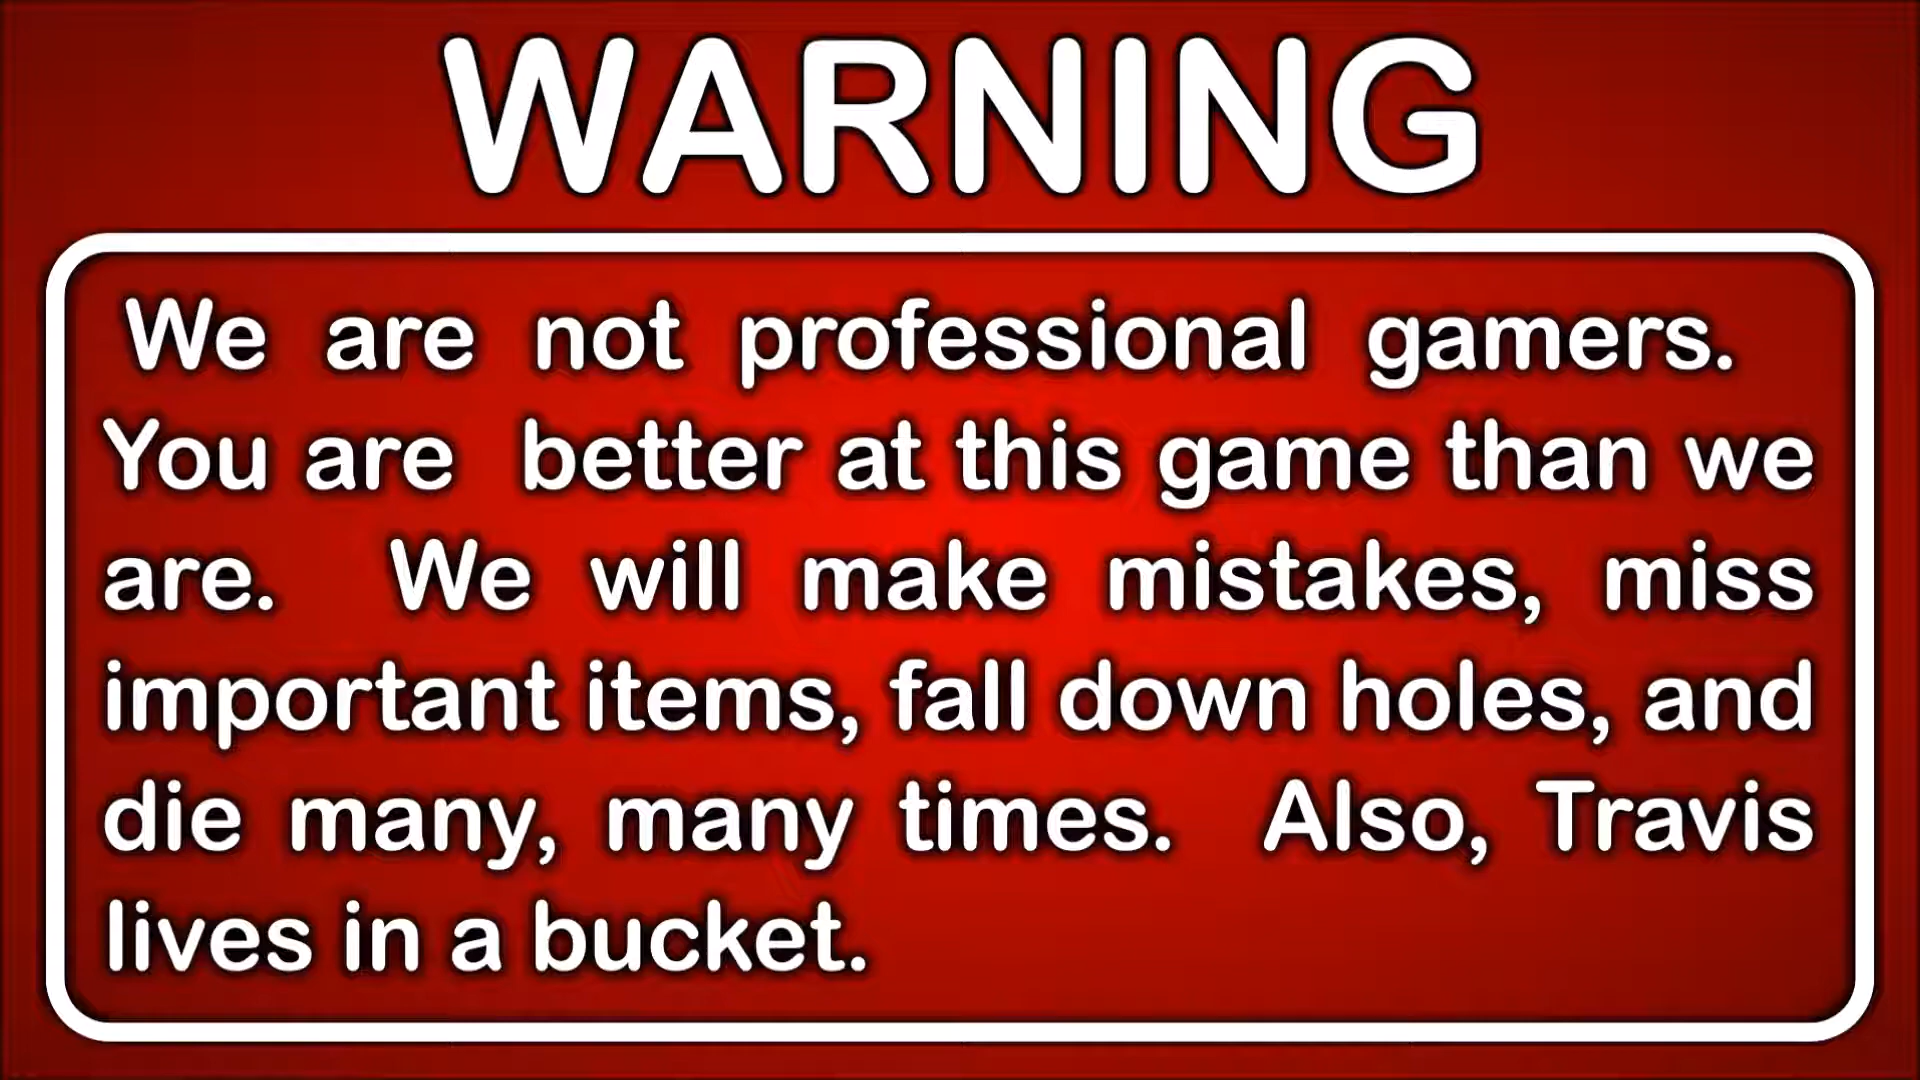 WARNING
We are not professional gamers.
You are better at this game than we
are. We will make mistakes, miss
important items, fall down holes, and
die many, many times. Also, Travis
lives in a bucket.